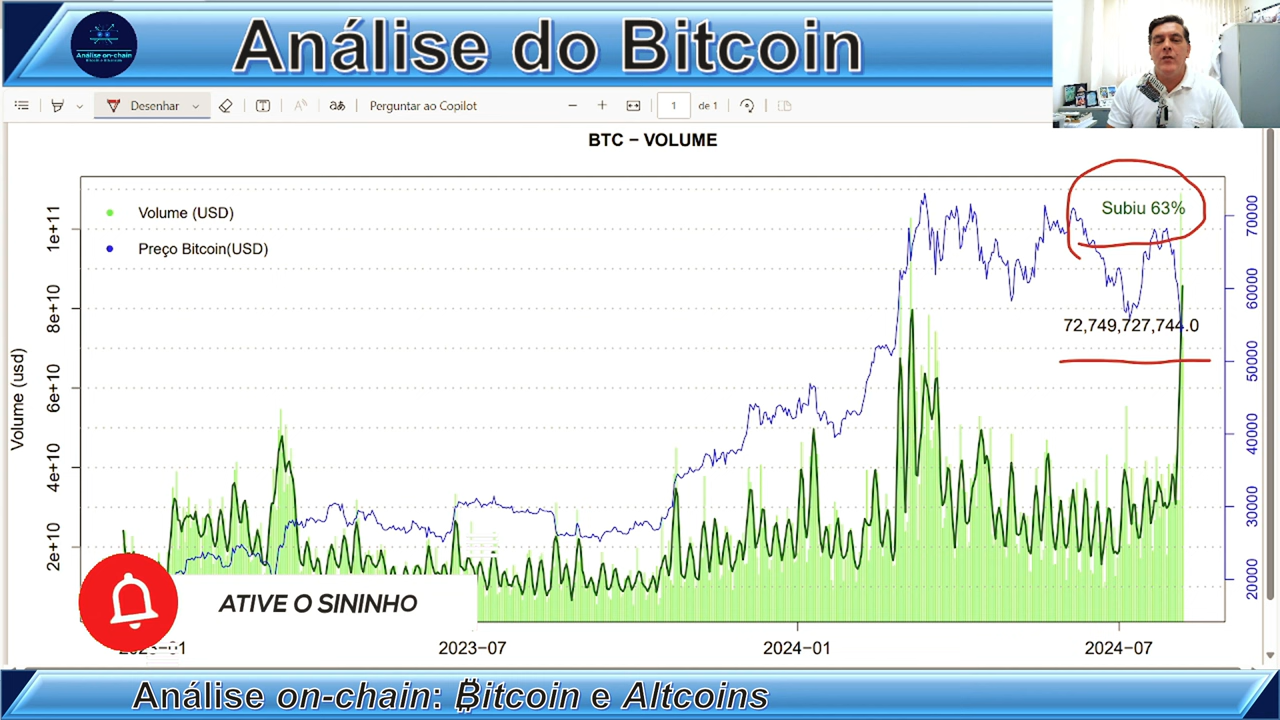 Análise do Bitcoin
Análise on-chain
Desenhar
Perguntar ao Copilot
1 de 1
BTC − VOLUME
Volume (USD)
Preço Bitcoin(USD)
Subiu 63%
72,749,727,744.0
Volume (usd)
1e+11
8e+10
6e+10
4e+10
2e+10
70000
60000
50000
40000
30000
20000
ATIVE O SININHO
2023−07
2024−01
2024−07
Análise on-chain: ₿itcoin e Altcoins